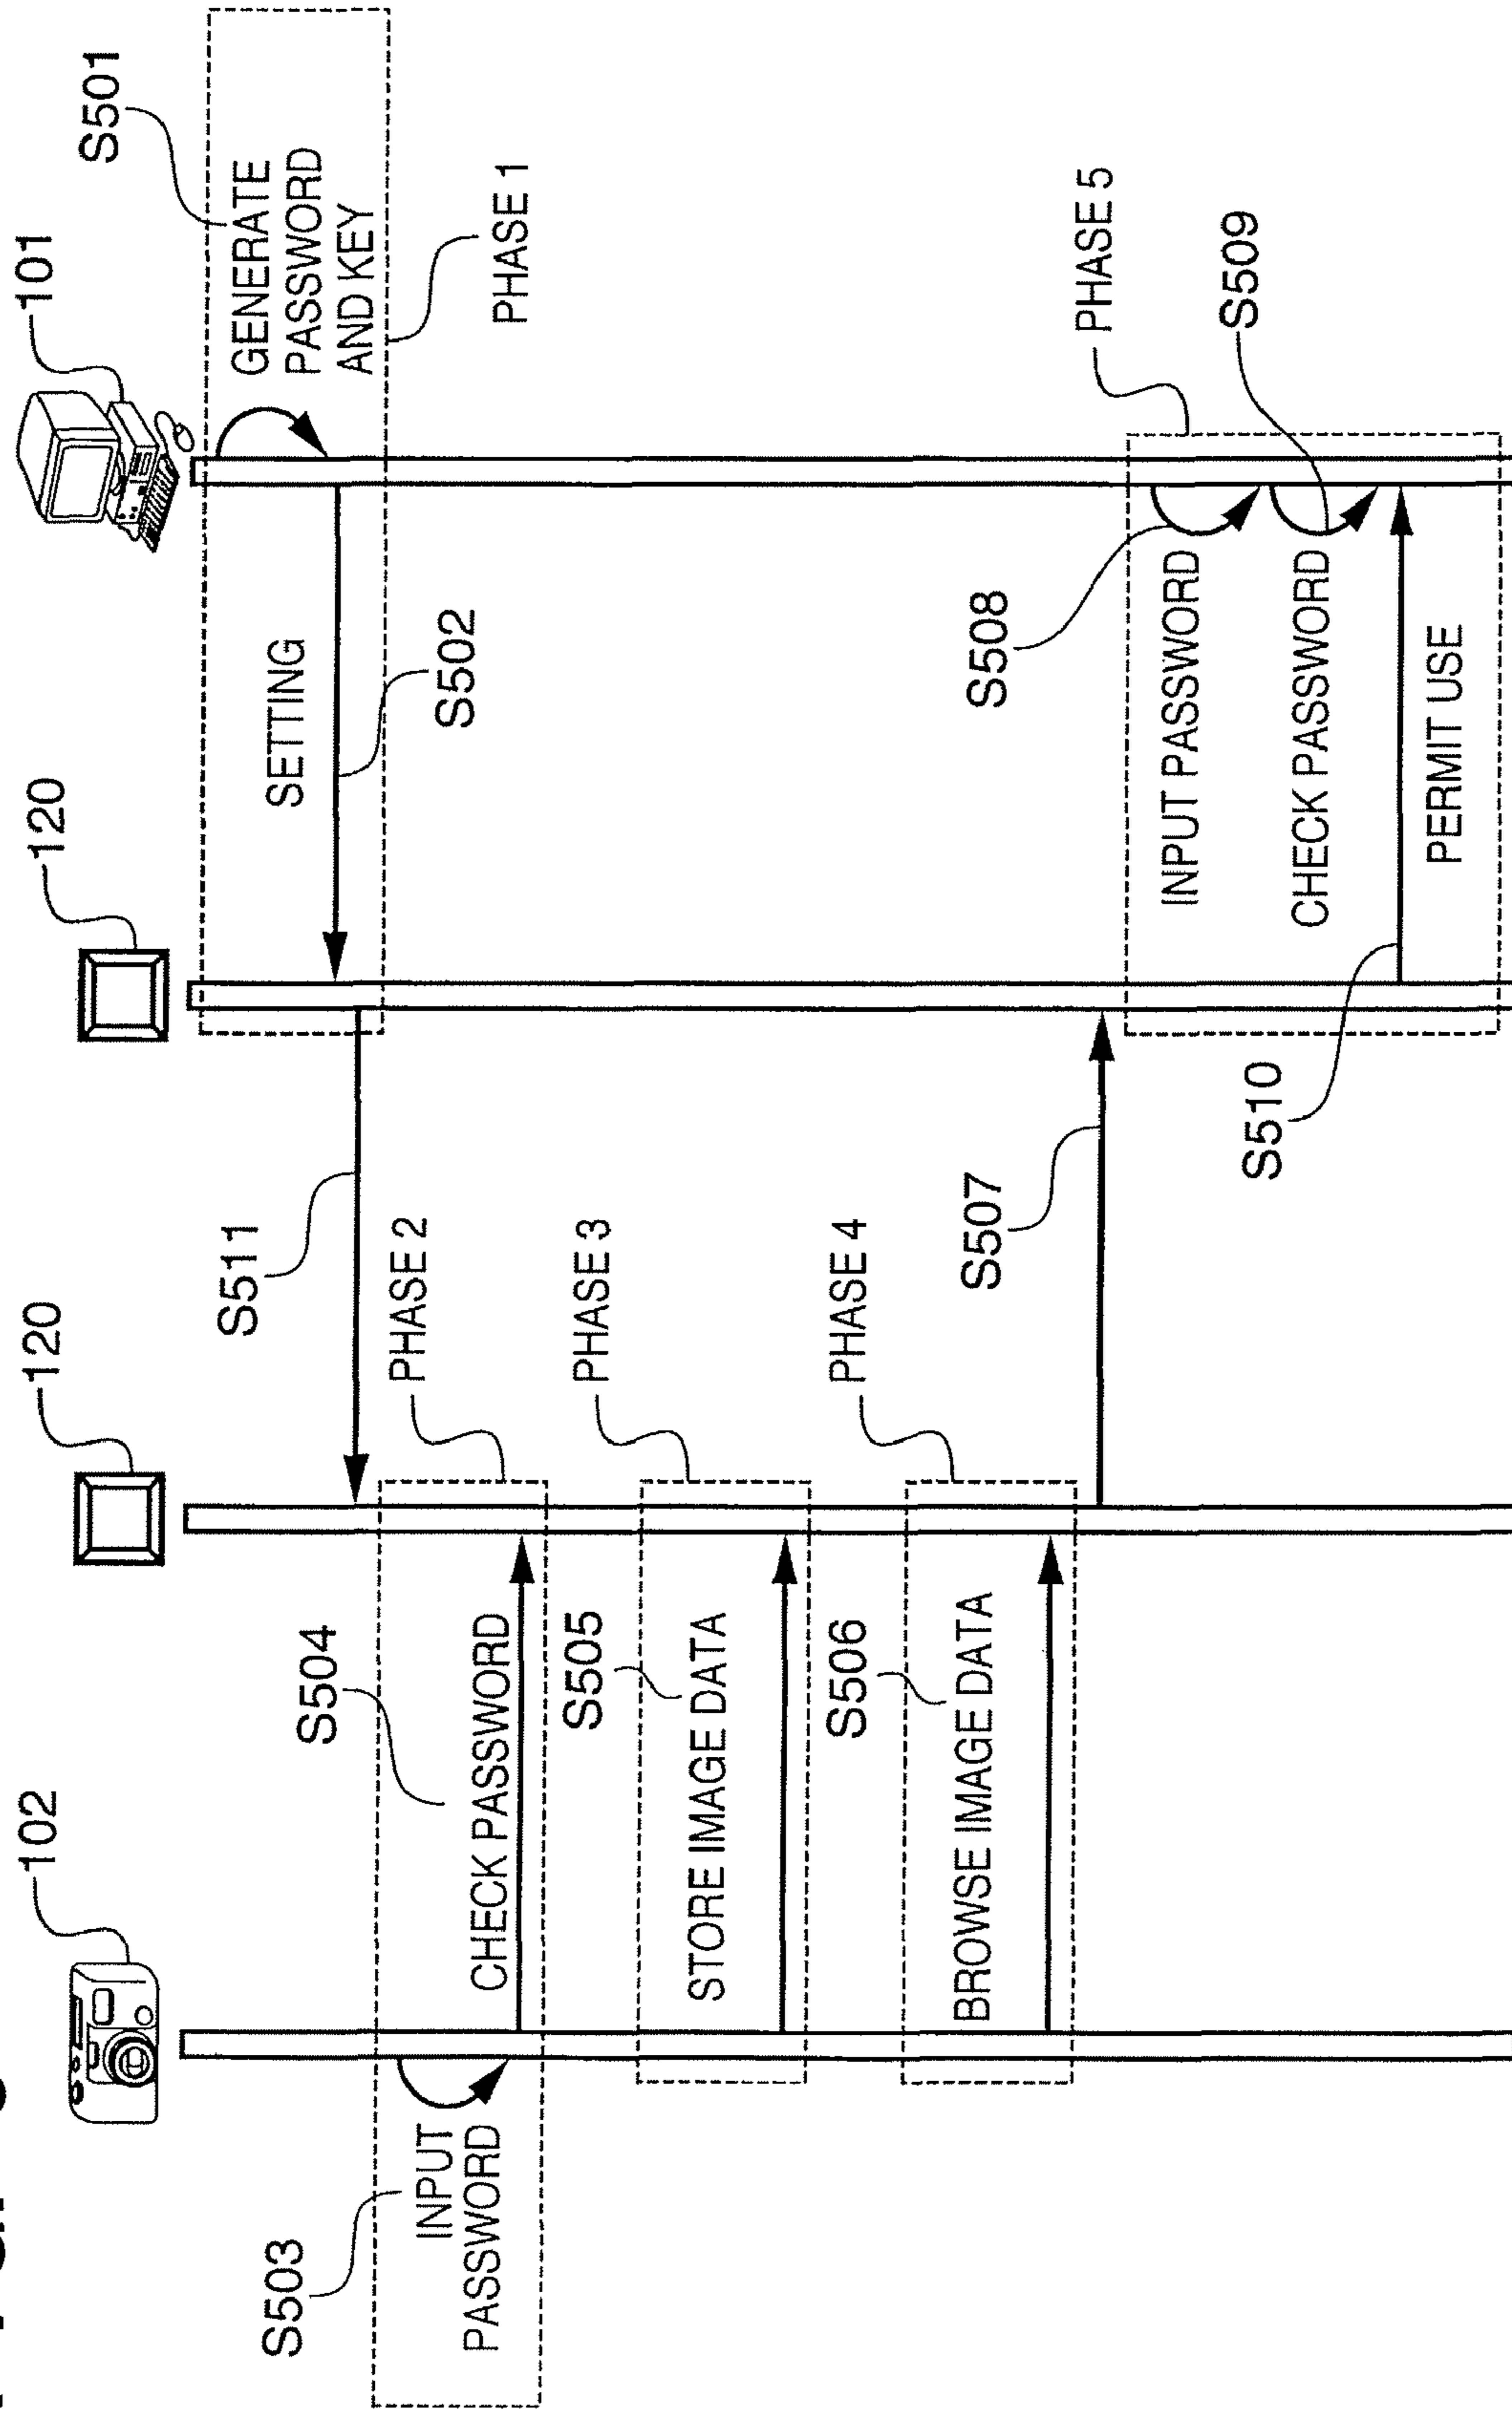 102
120
120
101
S501
GENERATE
PASSWORD
AND KEY
PHASE 1
SETTING
S502
S511
PHASE 2
S503
INPUT
PASSWORD
S504
CHECK PASSWORD
PHASE 3
S505
STORE IMAGE DATA
PHASE 4
S506
BROWSE IMAGE DATA
S507
PHASE 5
S508
INPUT PASSWORD
S509
CHECK PASSWORD
S510
PERMIT USE